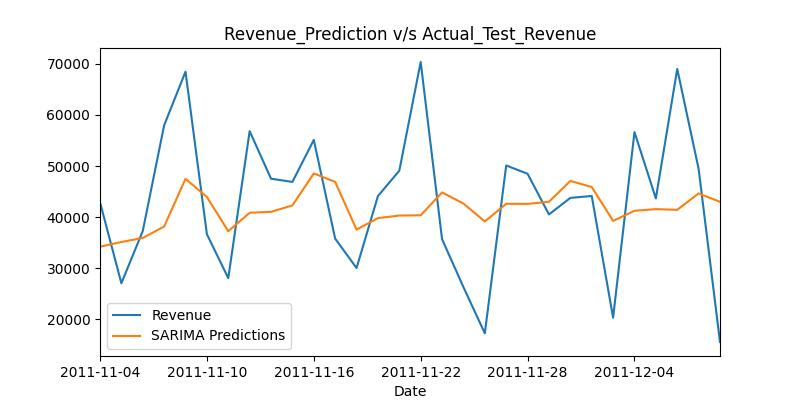 Revenue_Prediction v/s Actual_Test_Revenue
70000
60000
50000
40000
30000
20000
Revenue
SARIMA Predictions
2011-11-04 2011-11-10 2011-11-16 2011-11-22 2011-11-28 2011-12-04
Date